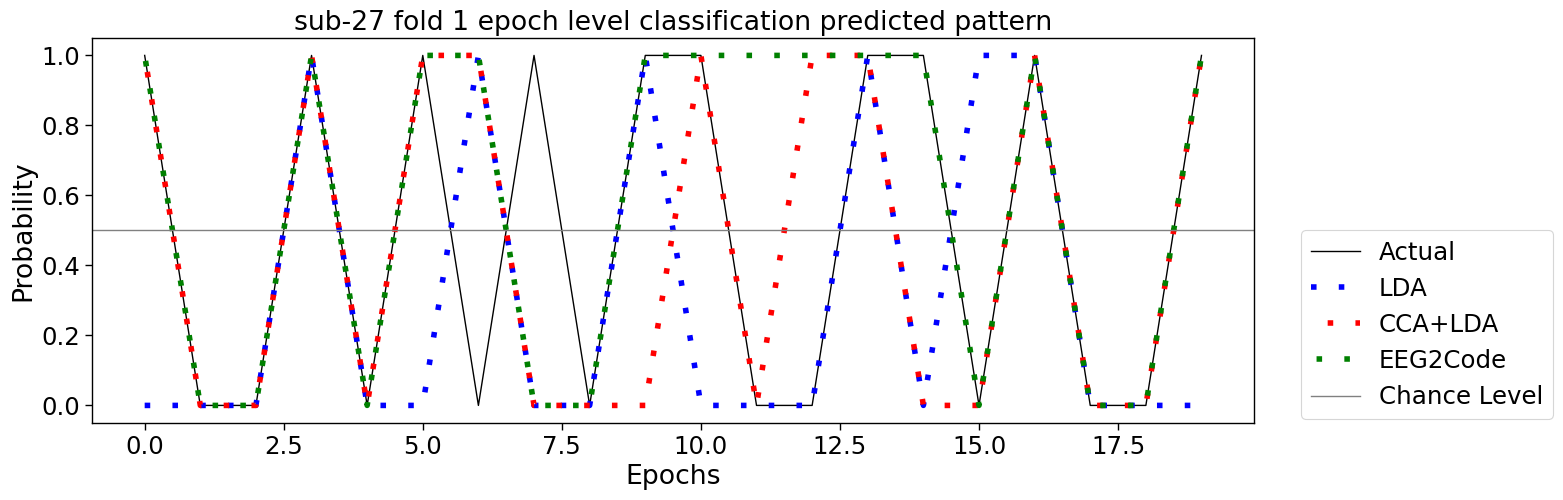 sub-27 fold 1 epoch level classification predicted pattern
Probability
1.0
0.8
0.6
0.4
0.2
0.0
0.0 2.5 5.0 7.5 10.0 12.5 15.0 17.5
Epochs
Actual
LDA
CCA+LDA
EEG2Code
Chance Level